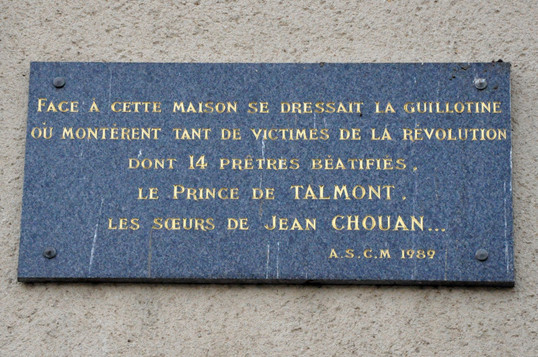 FACE A CETTE MAISON SE DRESSAIT LA GUILLOTINE
OÙ MONTÈRENT TANT DE VICTIMES DE LA RÉVOLUTION
DONT 14 PRÊTRES BÉATIFIÉS,
LE PRINCE DE TALMONT,
LES SŒURS DE JEAN CHOUAN...
A.S.C.M 1989.